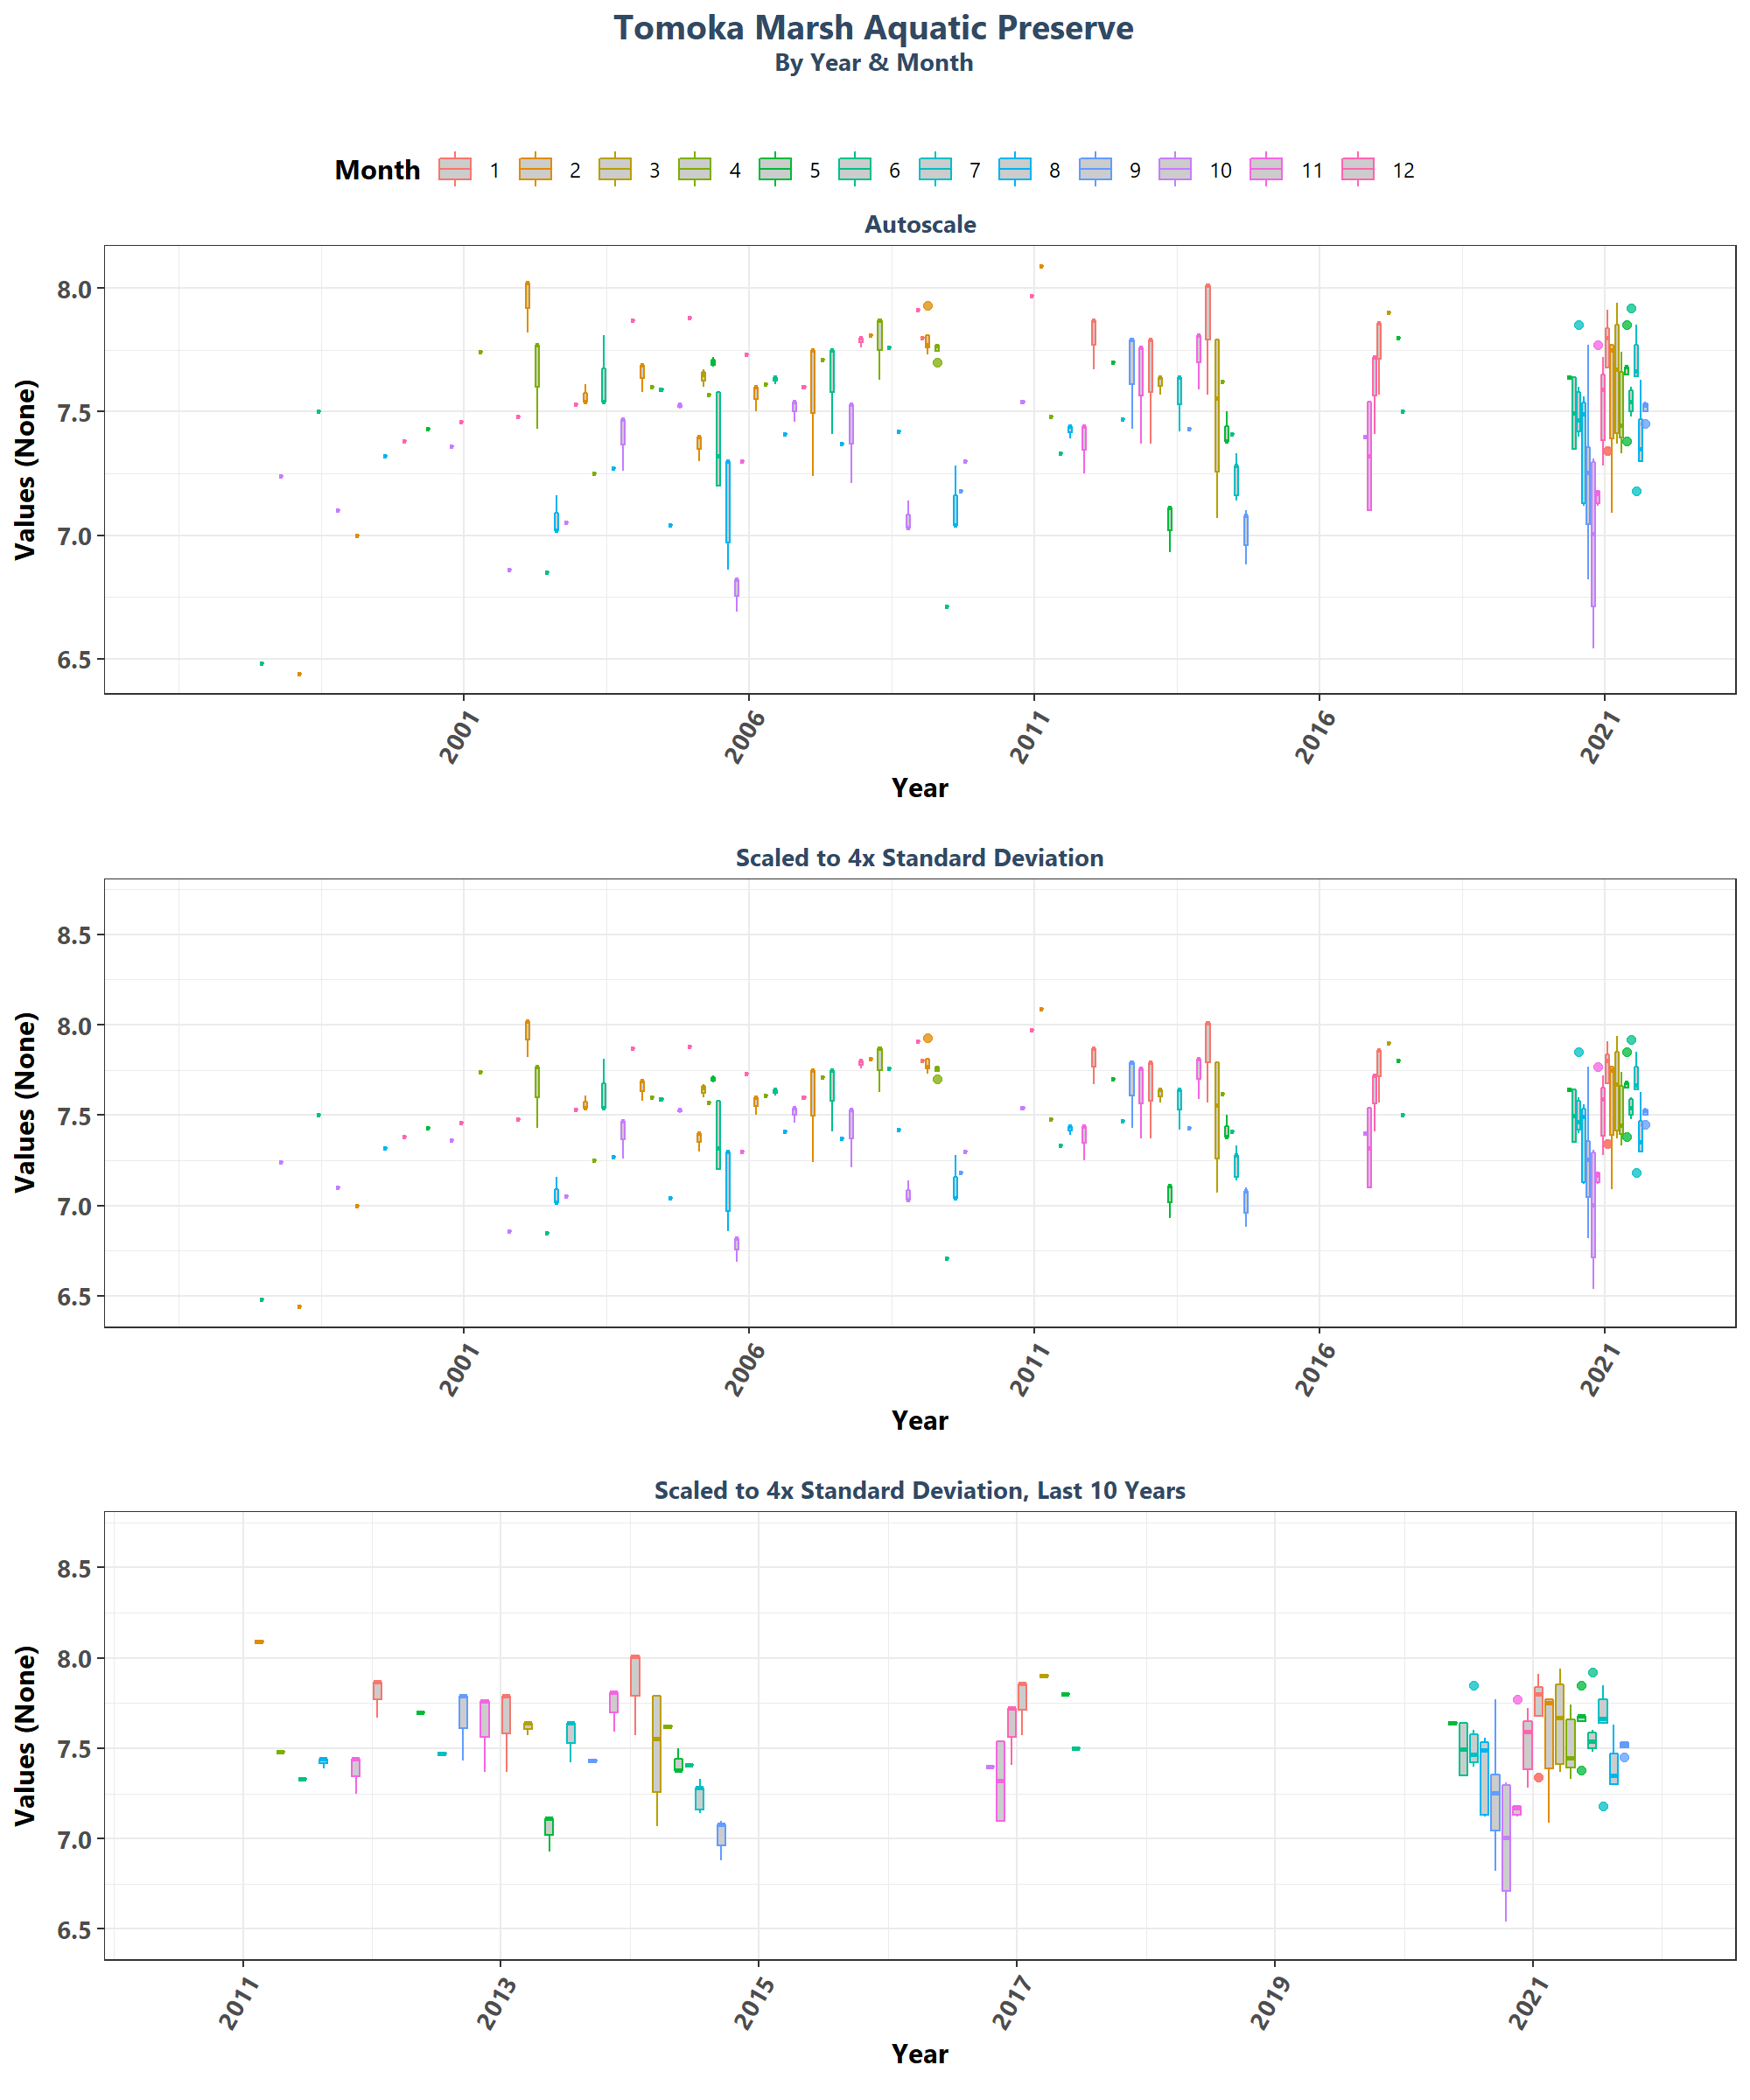 Tomoka Marsh Aquatic Preserve
By Year & Month
Month 1 2 3 4 5 6 7 8 9 10 11 12
Autoscale
Values (None)
8.0
7.5
7.0
6.5
2001 2006 2011 2016 2021
Year
Scaled to 4x Standard Deviation
Values (None)
8.5
8.0
7.5
7.0
6.5
2001 2006 2011 2016 2021
Year
Scaled to 4x Standard Deviation, Last 10 Years
Values (None)
8.5
8.0
7.5
7.0
6.5
2011 2013 2015 2017 2019 2021
Year